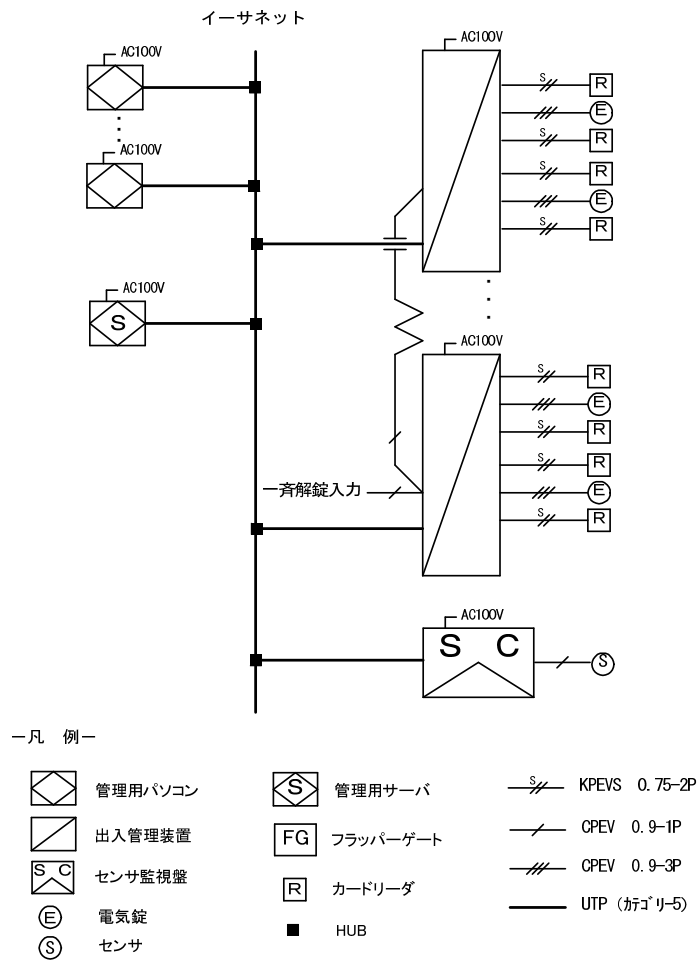 イーサネット
AC100V
AC100V
AC100V
AC100V
S
AC100V
S
R
S
E
R
S
R
E
S
R
AC100V
S
R
E
S
R
S
R
E
S
R
一斉解錠入力
AC100V
S C
S
－凡 例－
管理用パソコン
S 管理用サーバ
S KPEVS 0.75-2P
出入管理装置
FG フラッパーゲート
CPEV 0.9-1P
S C センサ監視盤
R カードリーダ
CPEV 0.9-3P
E 電気錠
HUB
UTP (ｶﾃｺﾞﾘｰ5)
S センサ